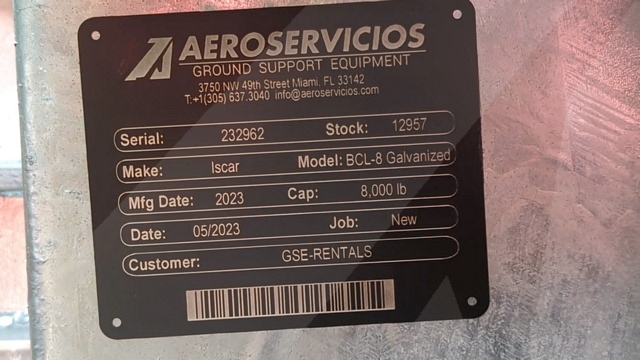 AEROSERVICIOS
GROUND SUPPORT EQUIPMENT
3750 NW 49th Street Miami, FL 33142
T:+1(305) 637.3040 info@aeroservicios.com
Serial: 232962 Stock: 12957
Make: Iscar Model: BCL-8 Galvanized
Mfg Date: 2023 Cap: 8,000 lb
Date: 05/2023 Job: New
Customer: GSE-RENTALS